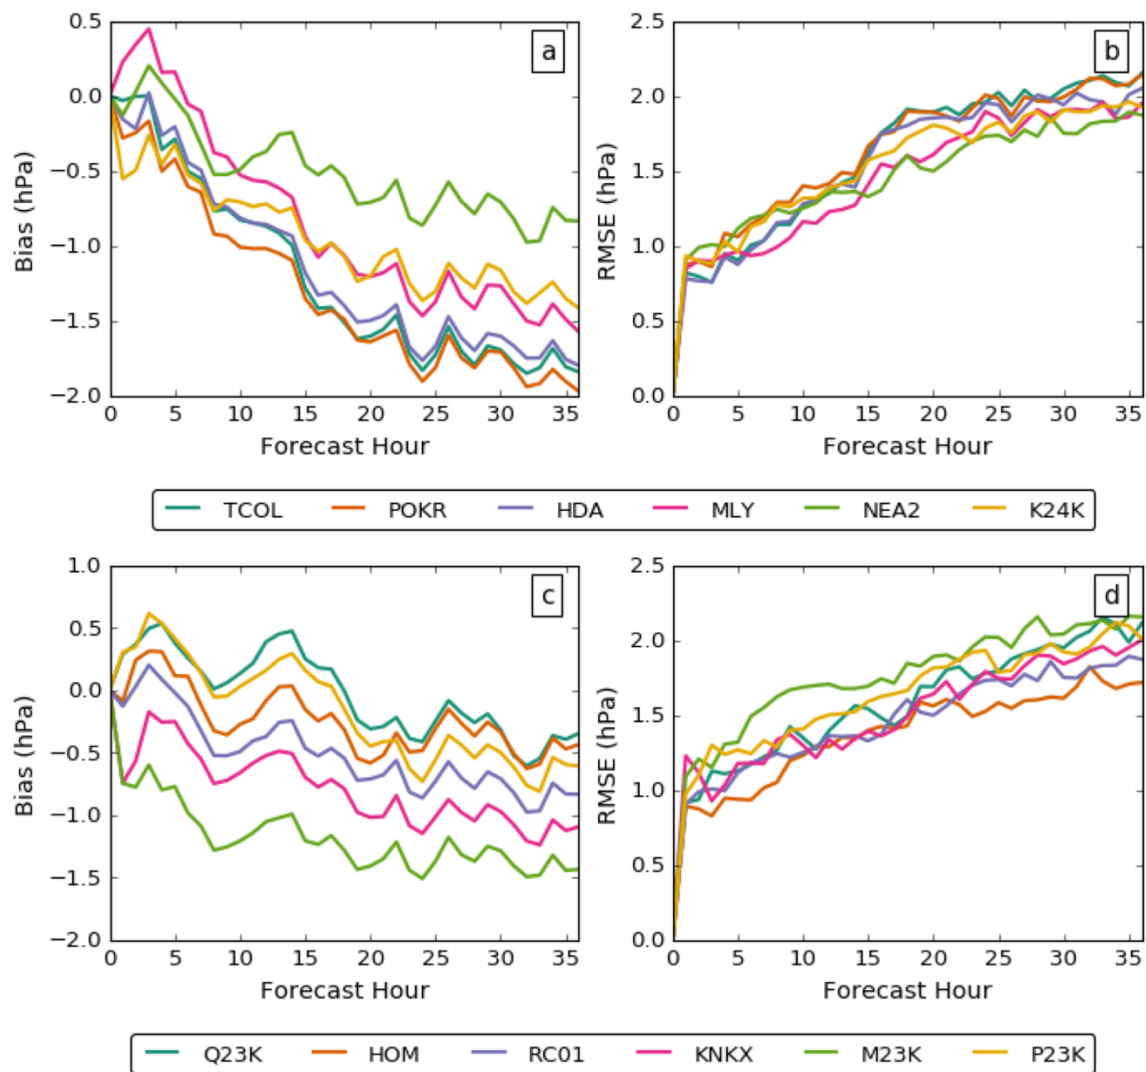 a
0.5
0.0
−0.5
−1.0
−1.5
−2.0
Bias (hPa)
0 5 10 15 20 25 30 35
Forecast Hour
b
2.5
2.0
1.5
1.0
0.5
0.0
RMSE (hPa)
0 5 10 15 20 25 30 35
Forecast Hour
TCOL POKR HDA MLY NEA2 K24K
c
1.0
0.5
0.0
−0.5
−1.0
−1.5
−2.0
Bias (hPa)
0 5 10 15 20 25 30 35
Forecast Hour
d
2.5
2.0
1.5
1.0
0.5
0.0
RMSE (hPa)
0 5 10 15 20 25 30 35
Forecast Hour
Q23K HOM RC01 KNKX M23K P23K